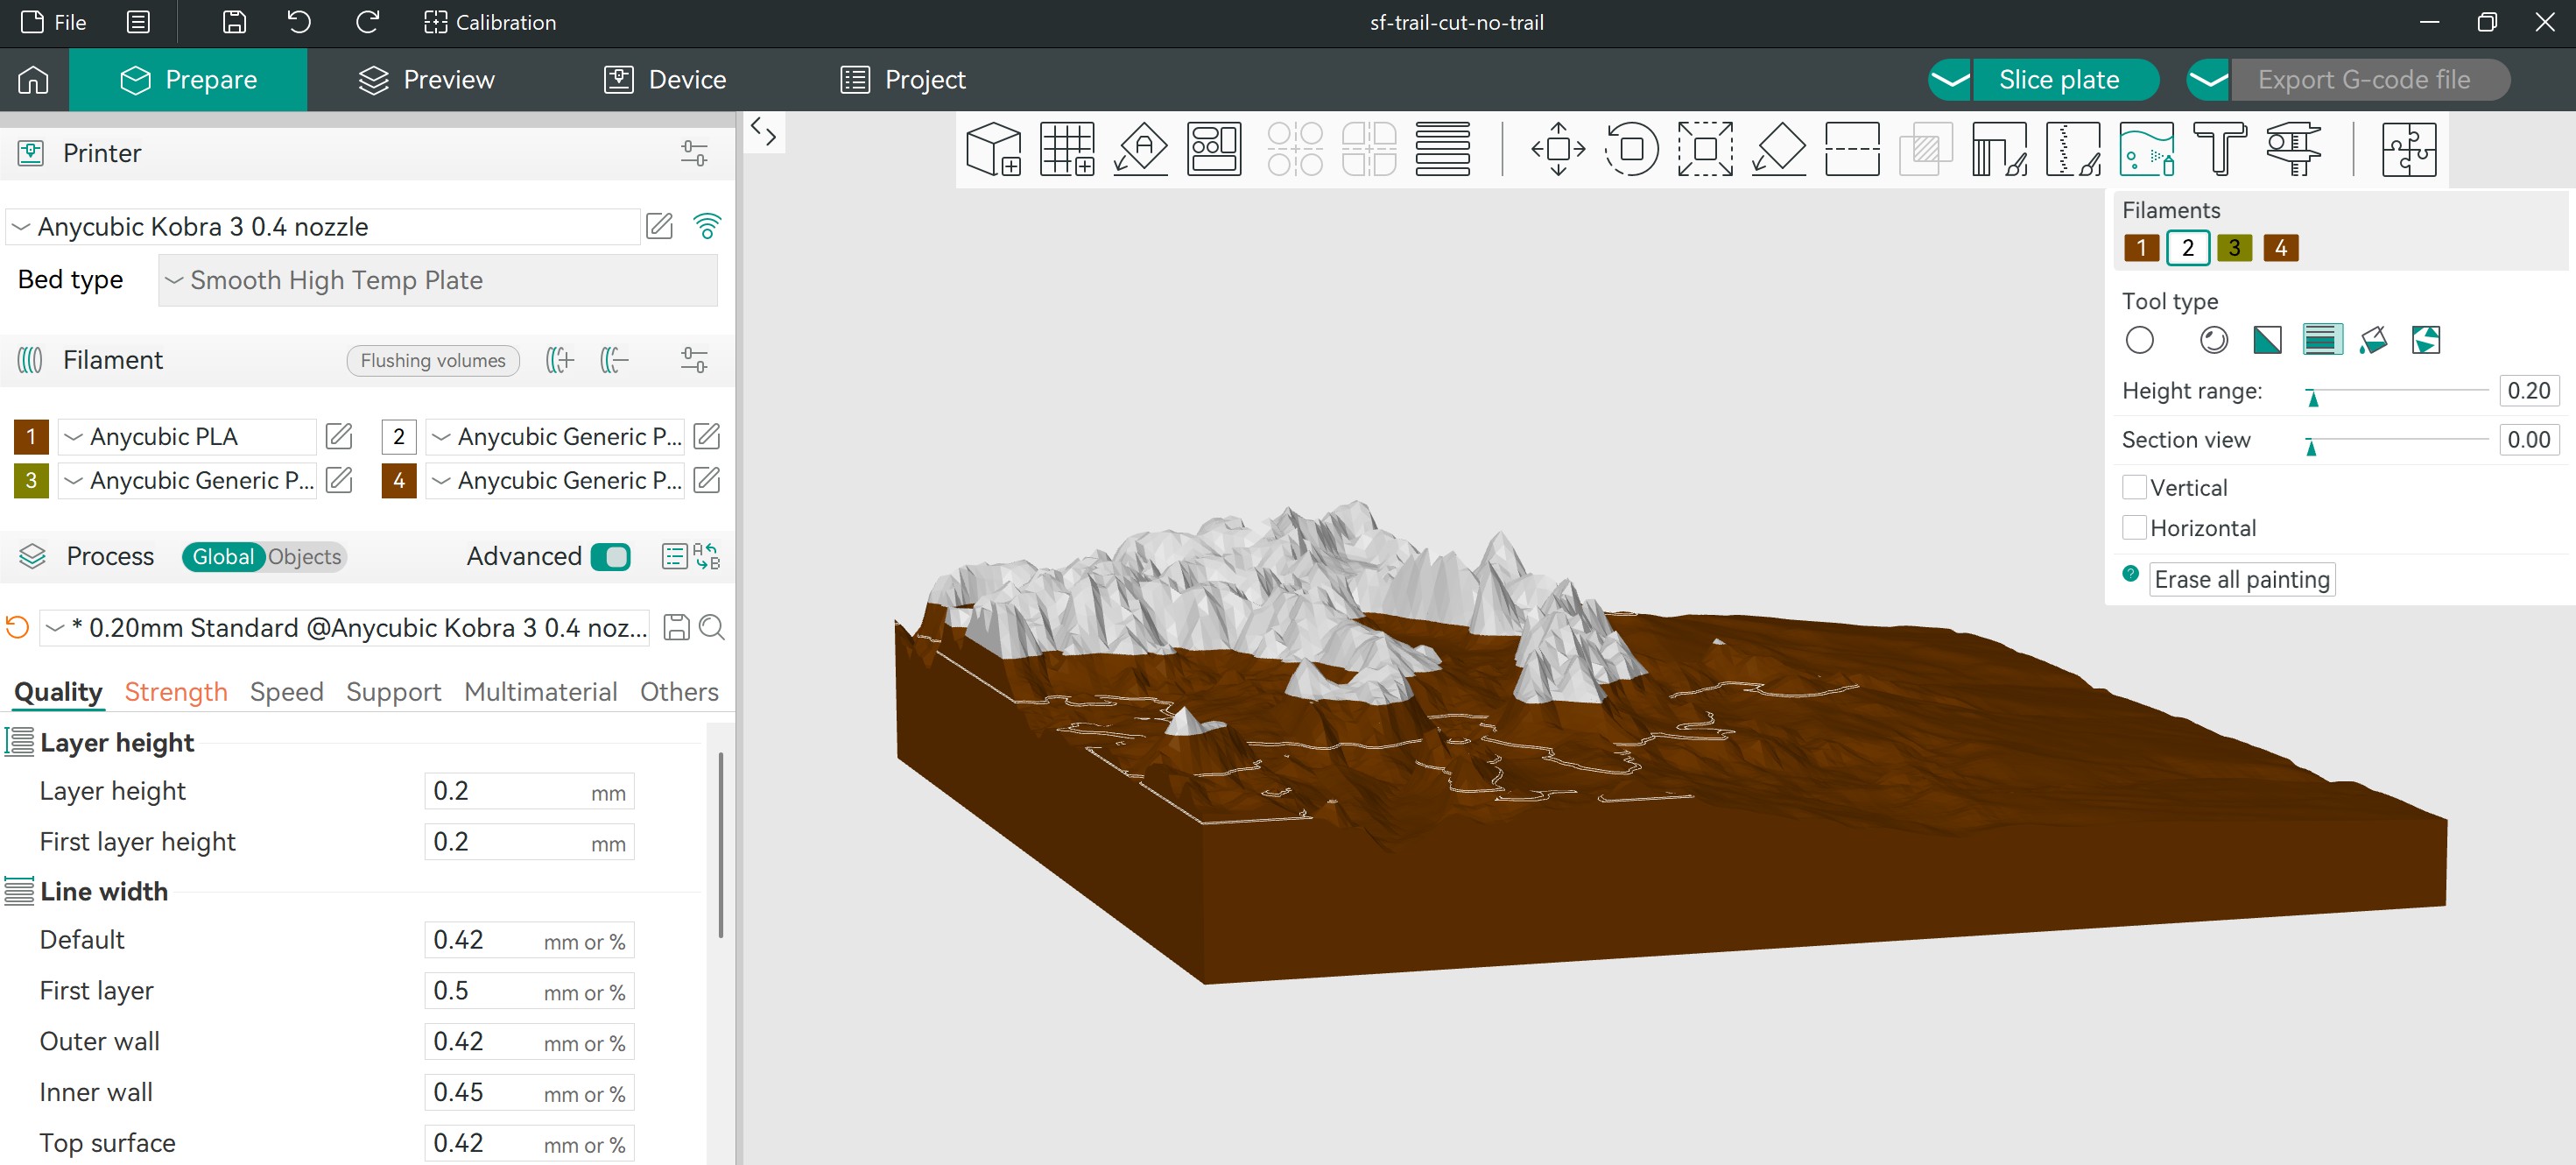 File
Calibration
sf-trail-cut-no-trail
Prepare
Preview
Device
Project
Slice plate
Export G-code file
Printer
Anycubic Kobra 3 0.4 nozzle
Bed type
Smooth High Temp Plate
Filament
Flushing volumes
1 Anycubic PLA
2 Anycubic Generic P...
3 Anycubic Generic P...
4 Anycubic Generic P...
Process
Global Objects
Advanced
A B
* 0.20mm Standard @Anycubic Kobra 3 0.4 noz...
Quality Strength Speed Support Multimaterial Others
Layer height
Layer height 0.2 mm
First layer height 0.2 mm
Line width
Default 0.42 mm or %
First layer 0.5 mm or %
Outer wall 0.42 mm or %
Inner wall 0.45 mm or %
Top surface 0.42 mm or %
A
Filaments
1 2 3 4
Tool type
Height range: 0.20
Section view 0.00
Vertical
Horizontal
? Erase all painting